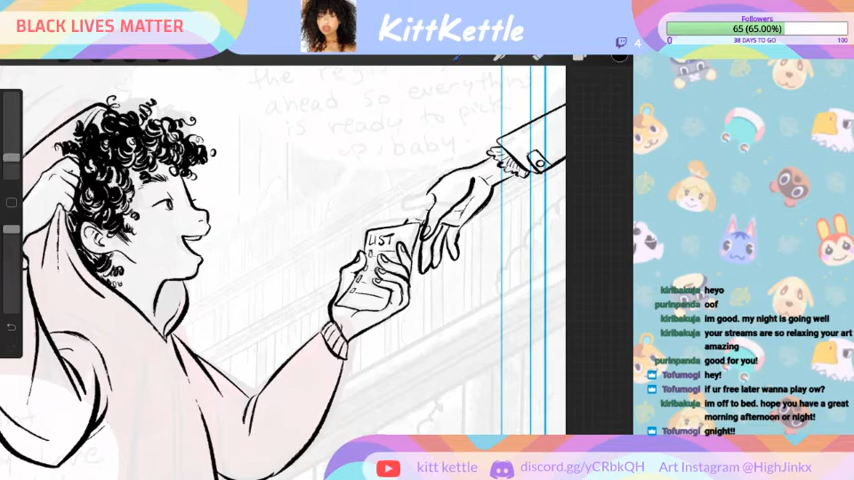 BLACK LIVES MATTER
KittKettle
4
Followers
65 (65.00%)
0
38 DAYS TO GO
100
the
ahead so everything
is ready to pick
up, baby.
LIST
kiribakuja heyo
purinpanda oof
kiribakuja im good. my night is going well
kiribakuja your streams are so relaxing your art
amazing
purinpanda good for you!
Tofumogi hey!
Tofumogi if ur free later wanna play ow?
kiribakuja im off to bed. hope you have a great
morning afternoon or night!
Tofumogi gnight!!
kitt kettle
discord.gg/yCRbkQH
Art Instagram @HighJinkx